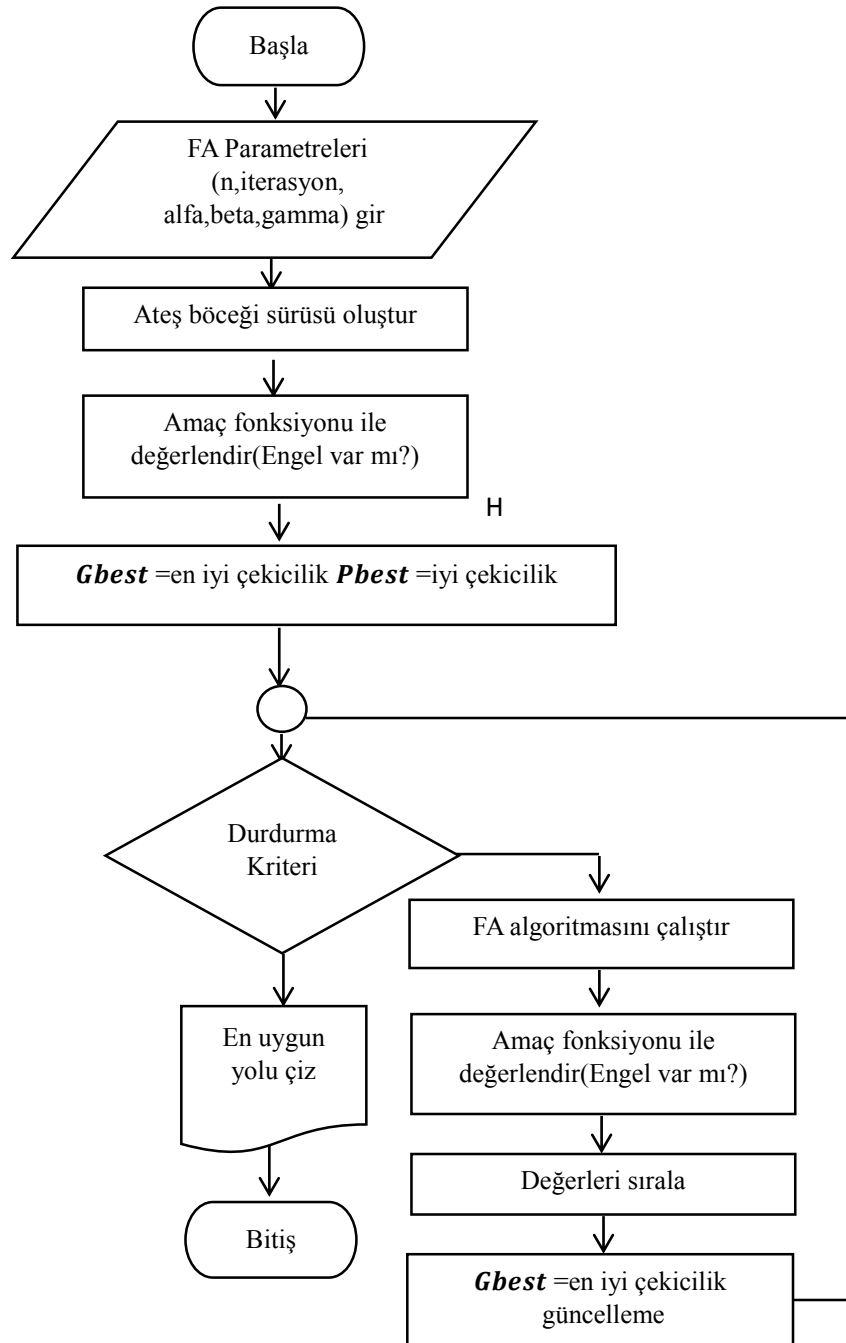 Başla
FA Parametreleri
(n,iterasyon,
alfa,beta,gamma) gir
Ateş böceği sürüsü oluştur
Amaç fonksiyonu ile
değerlendir(Engel var mı?)
H
Gbest =en iyi çekicilik Pbest =iyi çekicilik
Durdurma
Kriteri
FA algoritmasını çalıştır
En uygun
yolu çiz
Amaç fonksiyonu ile
değerlendir(Engel var mı?)
Değerleri sırala
Bitiş
Gbest =en iyi çekicilik
güncelleme